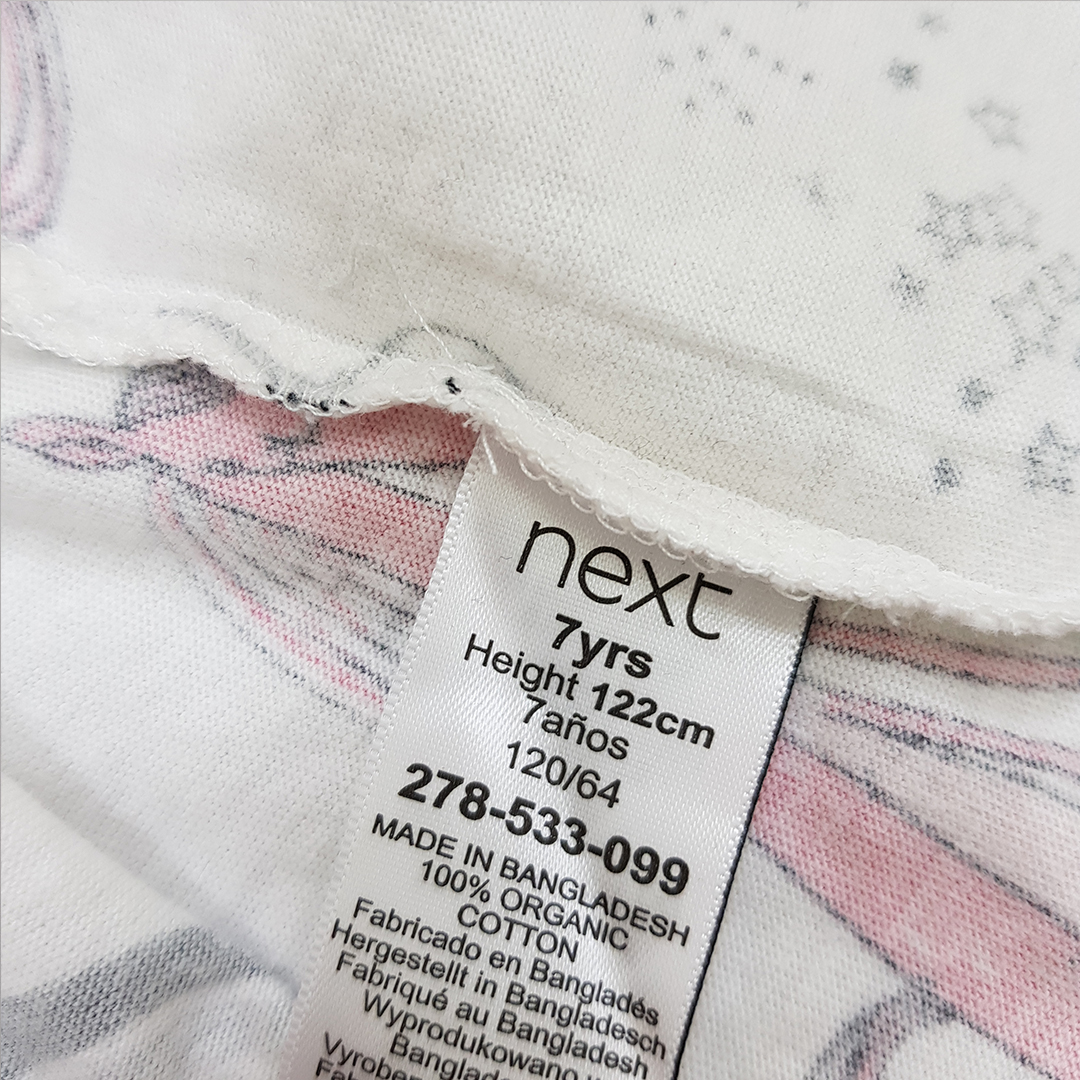 next
7yrs
Height 122cm
7años
120/64
278-533-099
MADE IN BANGLADESH
100% ORGANIC
COTTON
Fabricado en Bangladés
Hergestellt in Bangladesch
Fabriqué au Bangladesh
Wyprodukowano